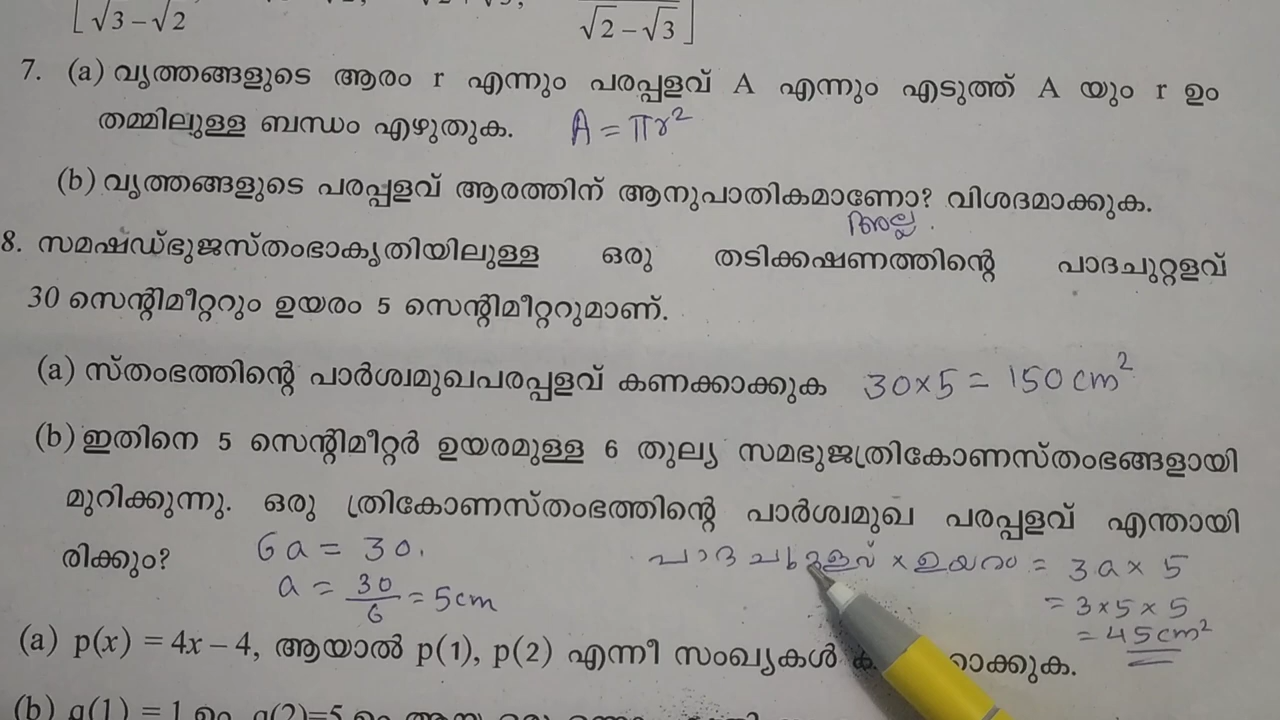 [ √3 – √2 √2 – √3 ]
7. (a) വൃത്തങ്ങളുടെ ആരം r എന്നും പരപ്പളവ് A എന്നും എടുത്ത് A യും r ഉം
തമ്മിലുള്ള ബന്ധം എഴുതുക. A = πr²
(b) വൃത്തങ്ങളുടെ പരപ്പളവ് ആരത്തിന് ആനുപാതികമാണോ? വിശദമാക്കുക.
അല്ല.
8. സമഷഡ്ഭുജസ്തംഭാകൃതിയിലുള്ള ഒരു തടിക്കഷണത്തിന്റെ പാദചുറ്റളവ്
30 സെന്റിമീറ്ററും ഉയരം 5 സെന്റിമീറ്ററുമാണ്.
(a) സ്തംഭത്തിന്റെ പാർശ്വമുഖപരപ്പളവ് കണക്കാക്കുക 30×5 = 150 cm²
(b) ഇതിനെ 5 സെന്റിമീറ്റർ ഉയരമുള്ള 6 തുല്യ സമഭുജത്രികോണസ്തംഭങ്ങളായി
മുറിക്കുന്നു. ഒരു ത്രികോണസ്തംഭത്തിന്റെ പാർശ്വമുഖ പരപ്പളവ് എന്തായി
രിക്കും? 6a = 30. പാദ ചുറ്റളവ് × ഉയരം = 3a × 5
a = 30/6 = 5cm = 3×5×5
= 45cm²
(a) p(x) = 4x – 4, ആയാൽ p(1), p(2) എന്നീ സംഖ്യകൾ
(b) q(1) = 1 ഉം q(2)=5 ഉം